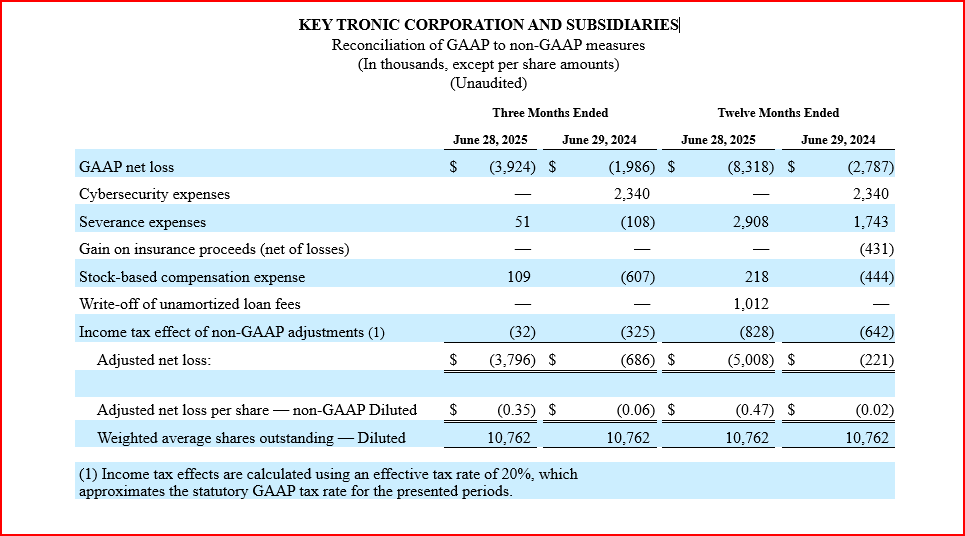 KEY TRONIC CORPORATION AND SUBSIDIARIES
Reconciliation of GAAP to non-GAAP measures
(In thousands, except per share amounts)
(Unaudited)
Three Months Ended Twelve Months Ended
June 28, 2025 June 29, 2024 June 28, 2025 June 29, 2024
GAAP net loss $ (3,924) $ (1,986) $ (8,318) $ (2,787)
Cybersecurity expenses — 2,340 — 2,340
Severance expenses 51 (108) 2,908 1,743
Gain on insurance proceeds (net of losses) — — — (431)
Stock-based compensation expense 109 (607) 218 (444)
Write-off of unamortized loan fees — — 1,012 —
Income tax effect of non-GAAP adjustments (1) (32) (325) (828) (642)
Adjusted net loss: $ (3,796) $ (686) $ (5,008) $ (221)
Adjusted net loss per share — non-GAAP Diluted $ (0.35) $ (0.06) $ (0.47) $ (0.02)
Weighted average shares outstanding — Diluted 10,762 10,762 10,762 10,762
(1) Income tax effects are calculated using an effective tax rate of 20%, which
approximates the statutory GAAP tax rate for the presented periods.